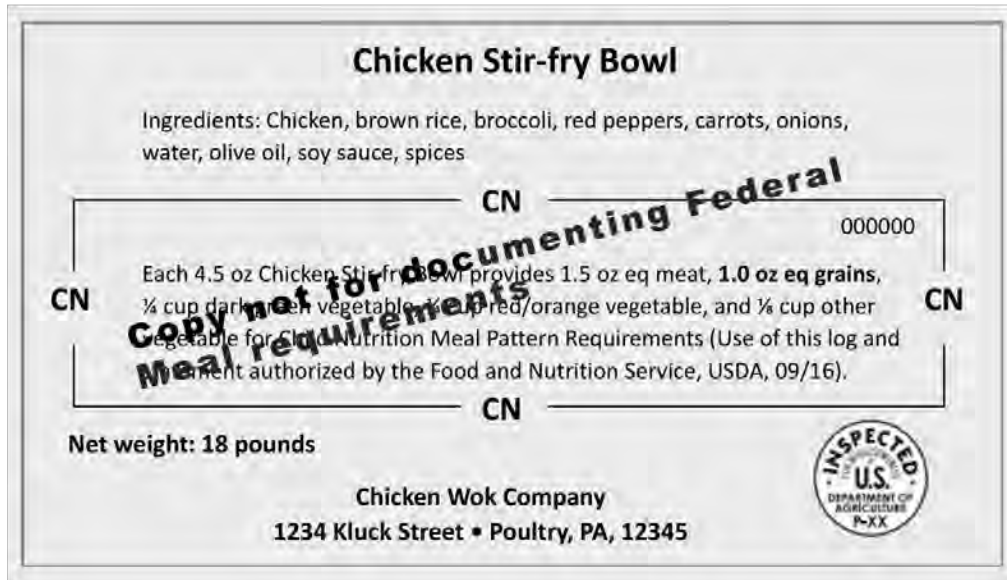 Chicken Stir-fry Bowl
Ingredients: Chicken, brown rice, broccoli, red peppers, carrots, onions,
water, olive oil, soy sauce, spices
CN
000000
Each 4.5 oz Chicken Stir-fry Bowl provides 1.5 oz eq meat, 1.0 oz eq grains,
CN
CN
¼ cup dark green vegetable, ¼ cup red/orange vegetable, and ⅛ cup other
vegetable for Child Nutrition Meal Pattern Requirements (Use of this log and
authorized by the Food and Nutrition Service, USDA, 09/16).
Copy not for documenting Federal
Meal requirements
CN
Net weight: 18 pounds
INSPECTED
U.S.
DEPARTMENT OF
AGRICULTURE
P-XX
Chicken Wok Company
1234 Kluck Street • Poultry, PA, 12345